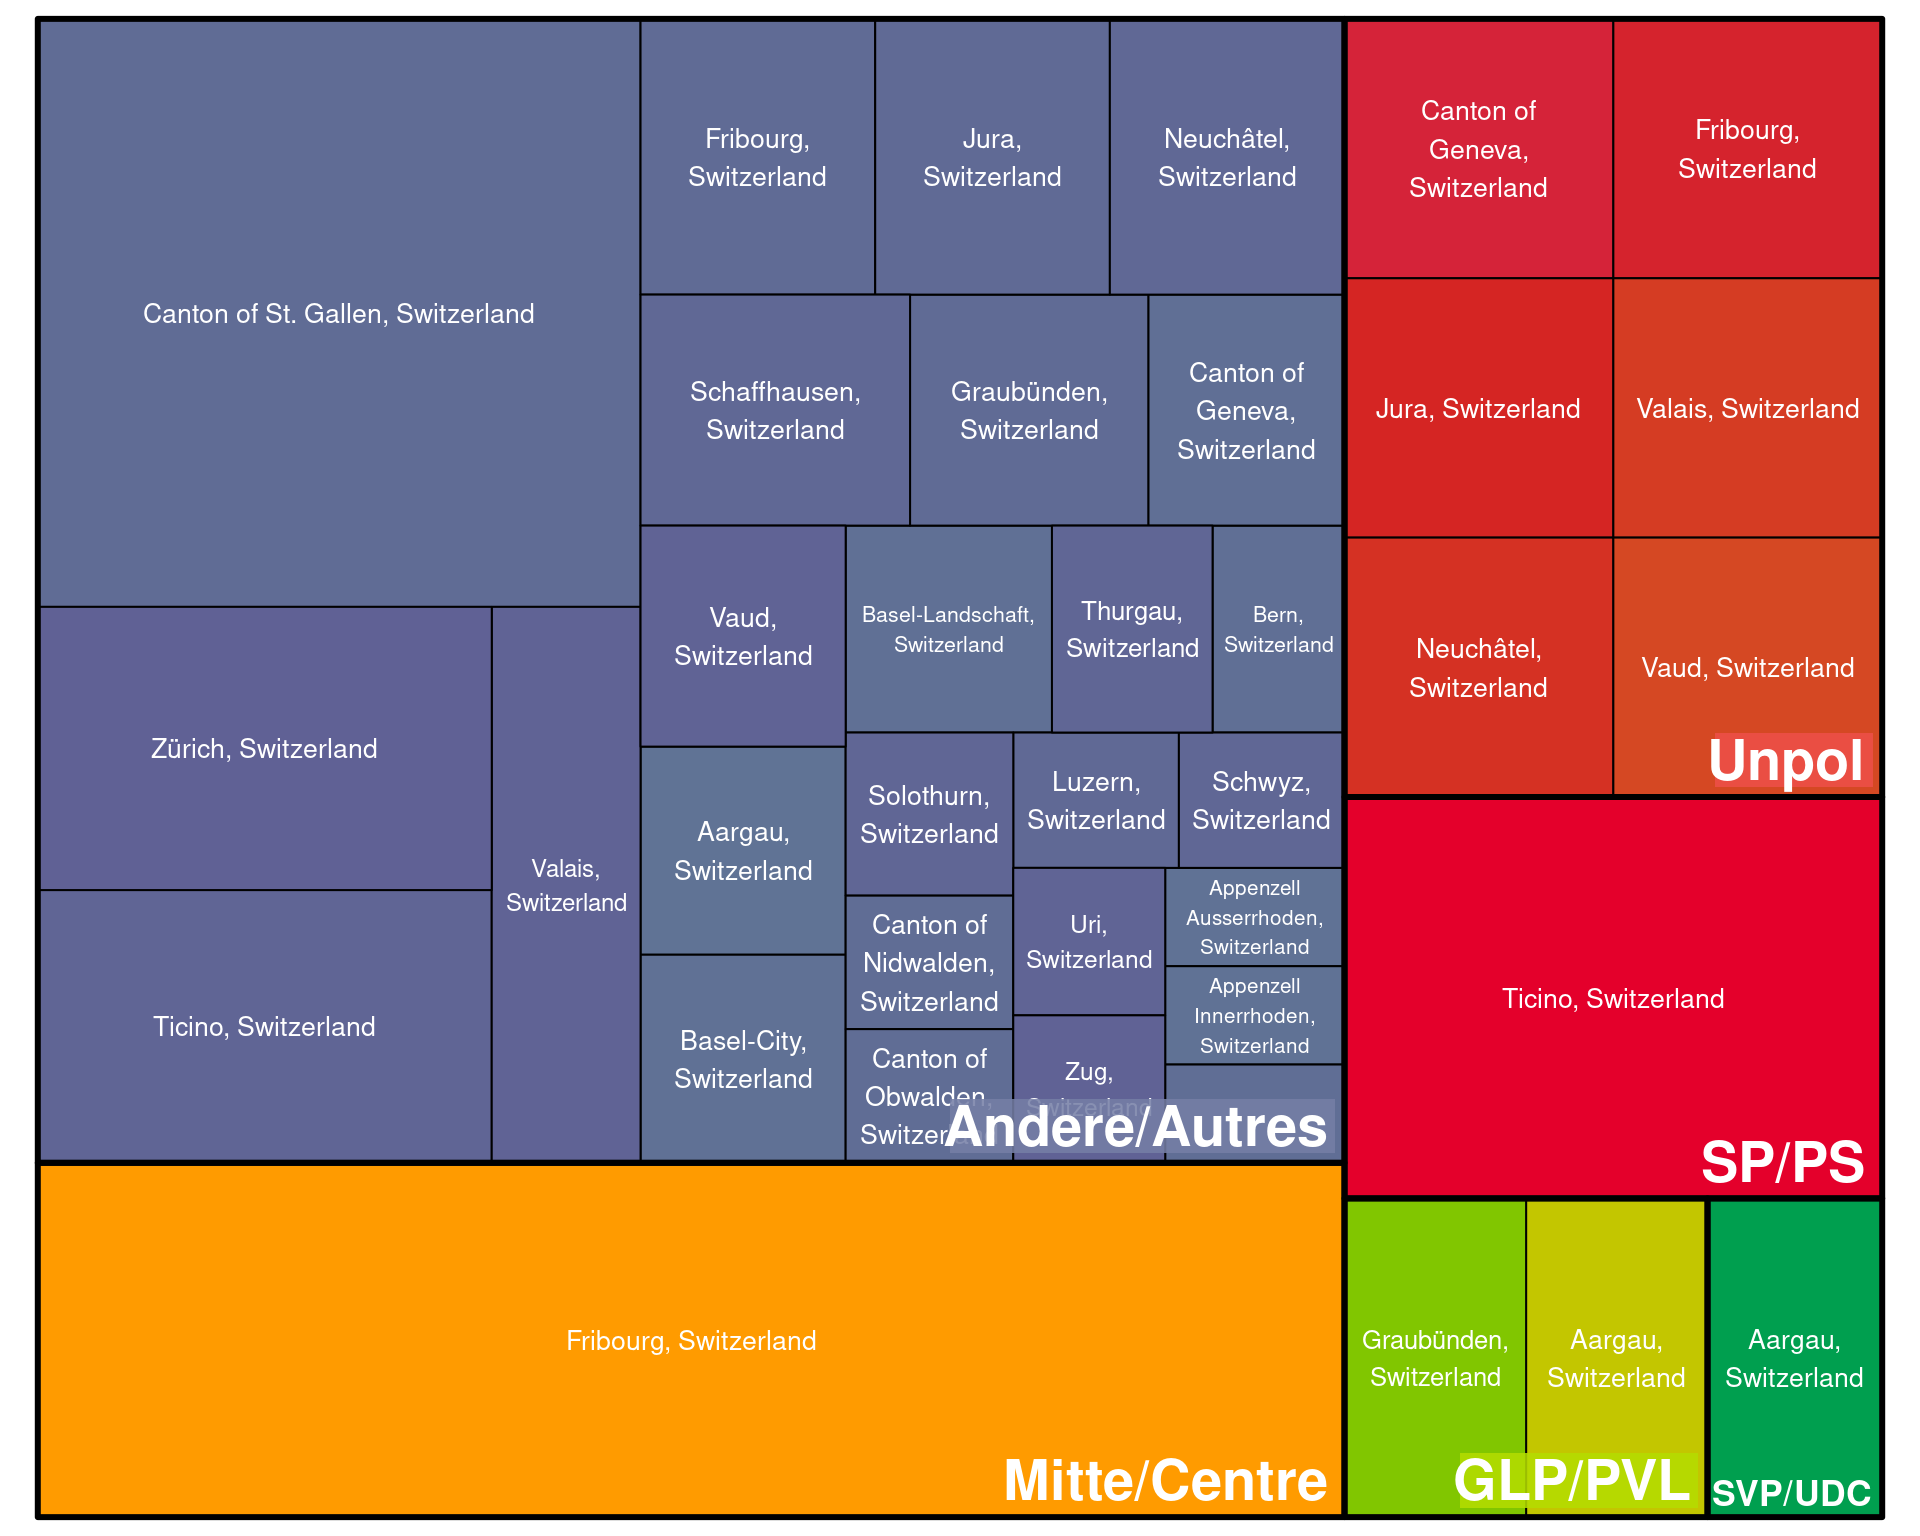 Canton of St. Gallen, Switzerland
Fribourg,
Switzerland
Jura,
Switzerland
Neuchâtel,
Switzerland
Schaffhausen,
Switzerland
Graubünden,
Switzerland
Canton of
Geneva,
Switzerland
Zürich, Switzerland
Ticino, Switzerland
Valais,
Switzerland
Vaud,
Switzerland
Basel-Landschaft,
Switzerland
Thurgau,
Switzerland
Bern,
Switzerland
Aargau,
Switzerland
Basel-City,
Switzerland
Solothurn,
Switzerland
Luzern,
Switzerland
Schwyz,
Switzerland
Canton of
Nidwalden,
Switzerland
Canton of
Obwalden,
Switzerland
Uri,
Switzerland
Zug,
Switzerland
Appenzell
Ausserrhoden,
Switzerland
Appenzell
Innerrhoden,
Switzerland
Andere/Autres
Fribourg, Switzerland
Mitte/Centre
Canton of
Geneva,
Switzerland
Fribourg,
Switzerland
Jura, Switzerland
Valais, Switzerland
Neuchâtel,
Switzerland
Vaud, Switzerland
Unpol
Ticino, Switzerland
SP/PS
Graubünden,
Switzerland
Aargau,
Switzerland
GLP/PVL
Aargau,
Switzerland
SVP/UDC